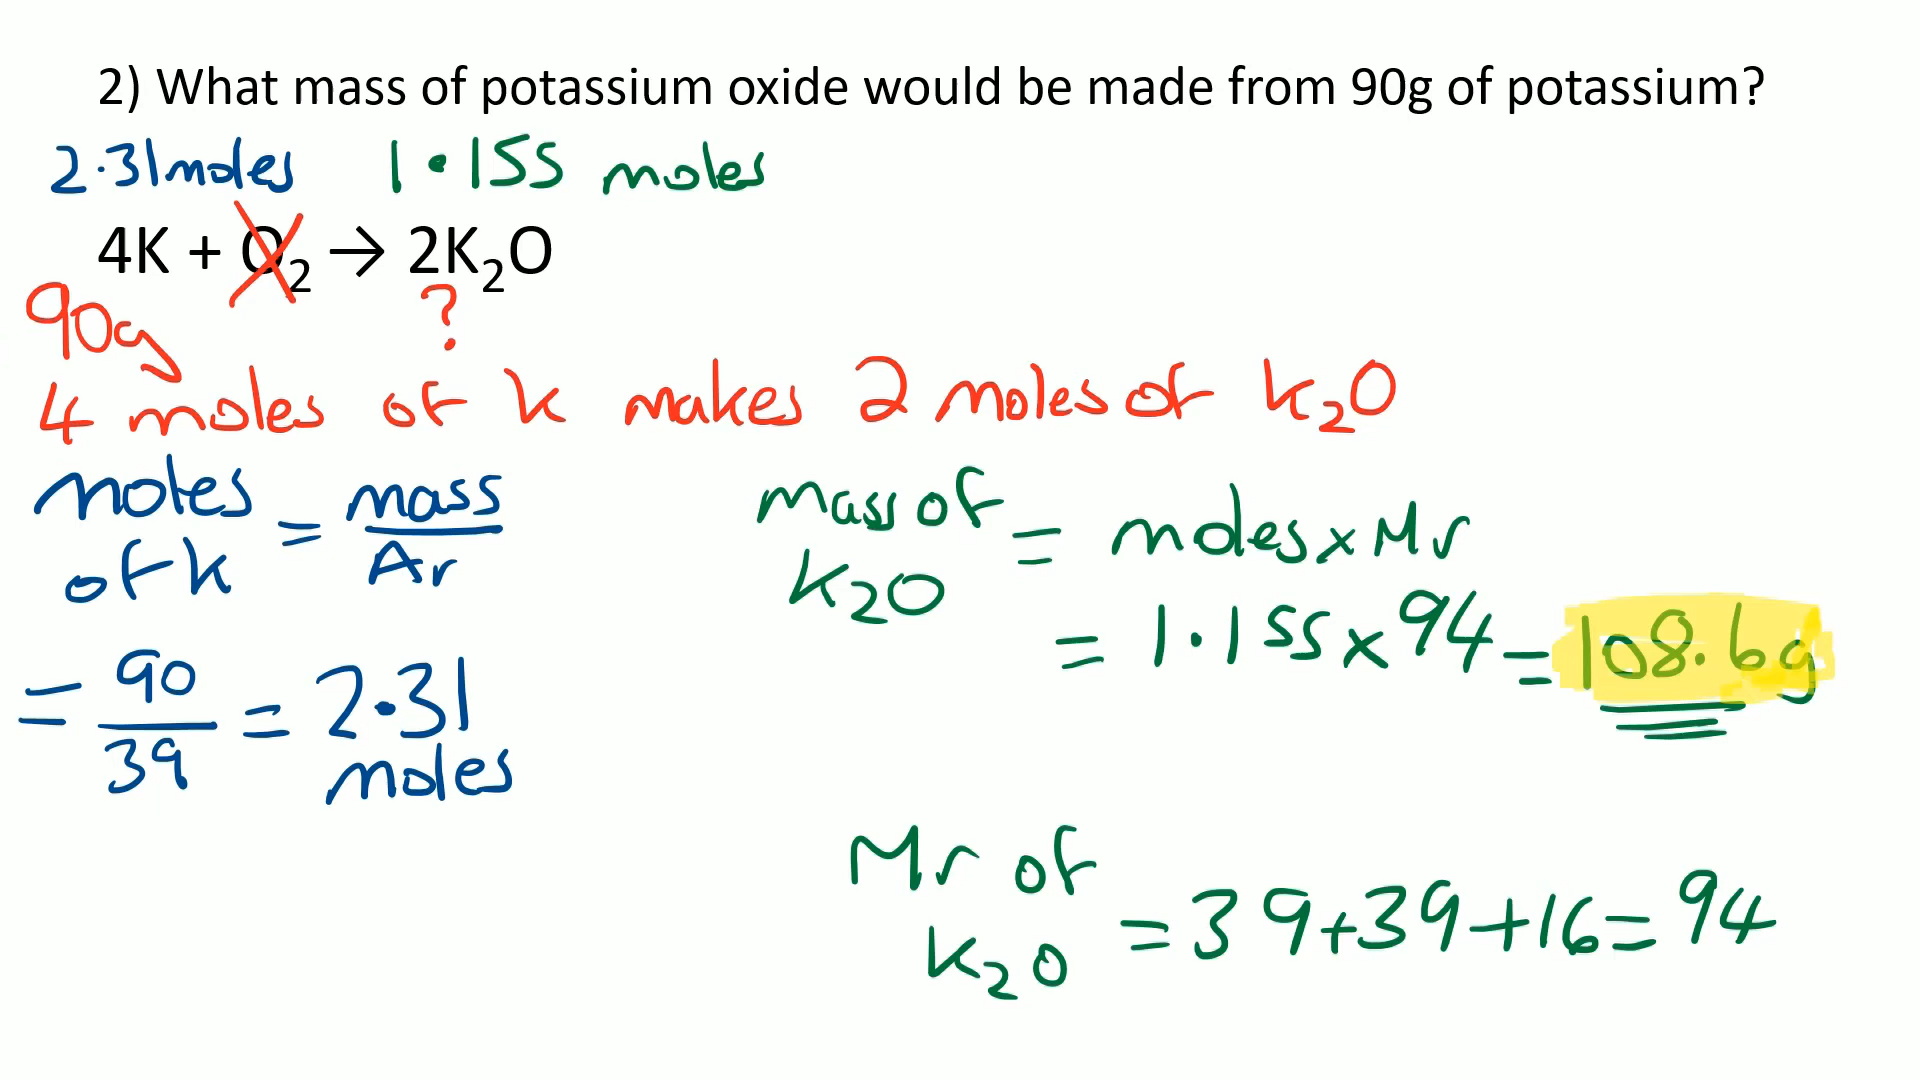 2) What mass of potassium oxide would be made from 90g of potassium?
2.31moles 1.155 moles
4K + O₂ → 2K₂O
90g ?
4 moles of K makes 2 moles of K₂O
moles of K = mass / Ar
= 90 / 39 = 2.31 moles
mass of K₂O = moles x Mr
= 1.155 x 94 = 108.6g
Mr of K₂O = 39+39+16= 94